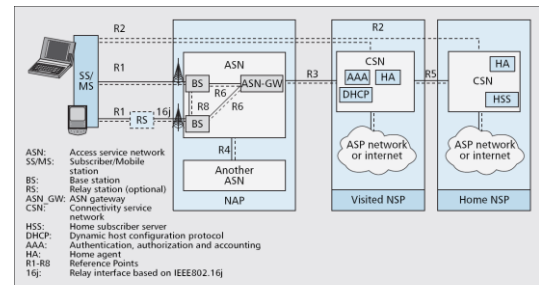 R2
R2
SS/
MS
R1
R1
RS
16j
ASN
BS
ASN-GW
R6
R8
R6
BS
R4
Another
ASN
NAP
R3
CSN
AAA
HA
DHCP
ASP network
or internet
Visited NSP
R5
HA
CSN
HSS
ASP network
or internet
Home NSP
ASN: Access service network
SS/MS: Subscriber/Mobile
station
BS: Base station
RS: Relay station (optional)
ASN_GW: ASN gateway
CSN: Connectivity service
network
HSS: Home subscriber server
DHCP: Dynamic host configuration protocol
AAA: Authentication, authorization and accounting
HA: Home agent
R1-R8 Reference Points
16j: Relay interface based on IEEE802.16j